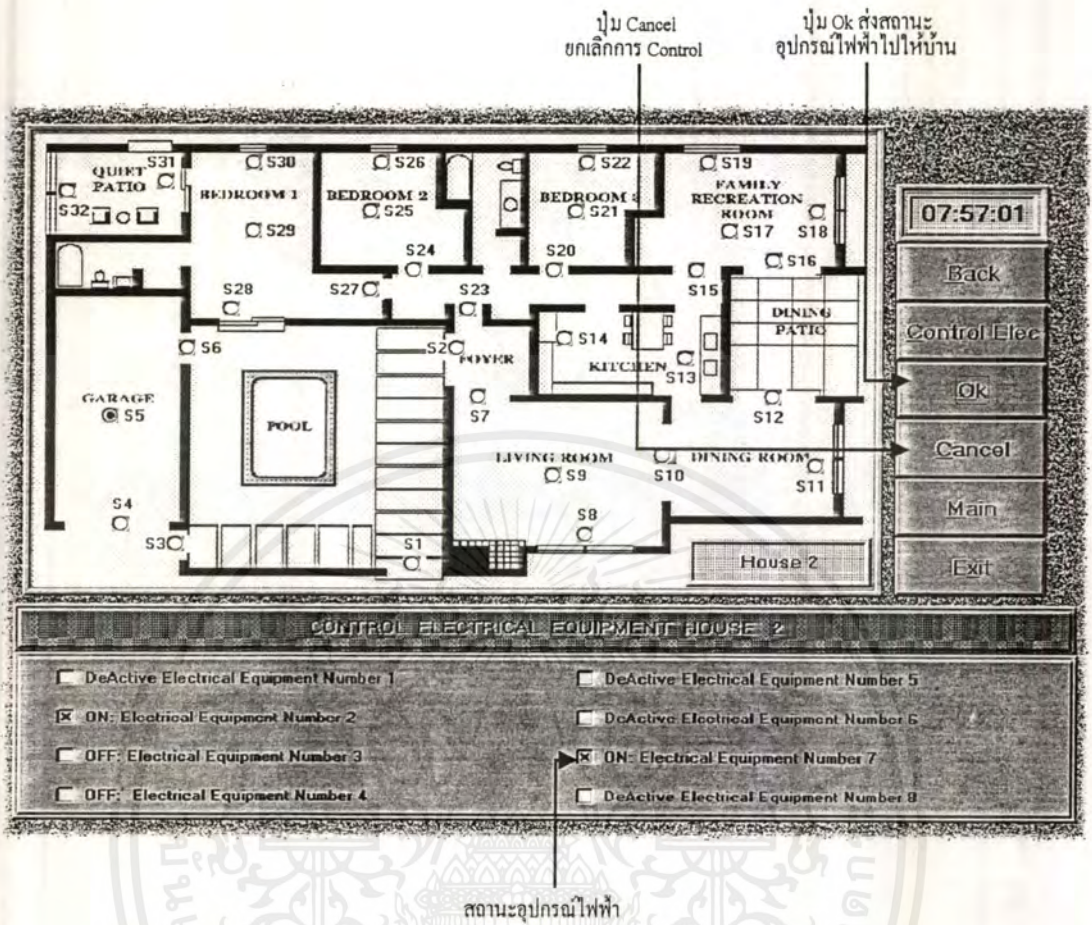 ปุ่ม Cancel
ยกเลิกการ Control
ปุ่ม Ok ส่งสถานะ
อุปกรณ์ไฟฟ้าไปให้บ้าน
S31
QUIET
PATIO
S32
S30
BEDROOM 1
S29
S28
S26
BEDROOM 2
S25
S24
S27
S23
S22
BEDROOM
S21
S20
S19
FAMILY
RECREATION
ROOM
S17
S18
S16
S15
DINING
PATIO
S14
KITCHEN
S13
S12
S2
FOYER
S7
S6
GARAGE
S5
POOL
LIVING ROOM
S9
S10
DINING ROOM
S11
S4
S3
S1
S8
House 2
07:57:01
Back
Control Elec
Ok
Cancel
Main
Exit
CONTROL ELECTRICAL EQUIPMENT HOUSE 2
DeActive Electrical Equipment Number 1
ON: Electrical Equipment Number 2
OFF: Electrical Equipment Number 3
OFF: Electrical Equipment Number 4
DeActive Electrical Equipment Number 5
DeActive Electrical Equipment Number 6
ON: Electrical Equipment Number 7
DeActive Electrical Equipment Number 8
สถานะอุปกรณ์ไฟฟ้า